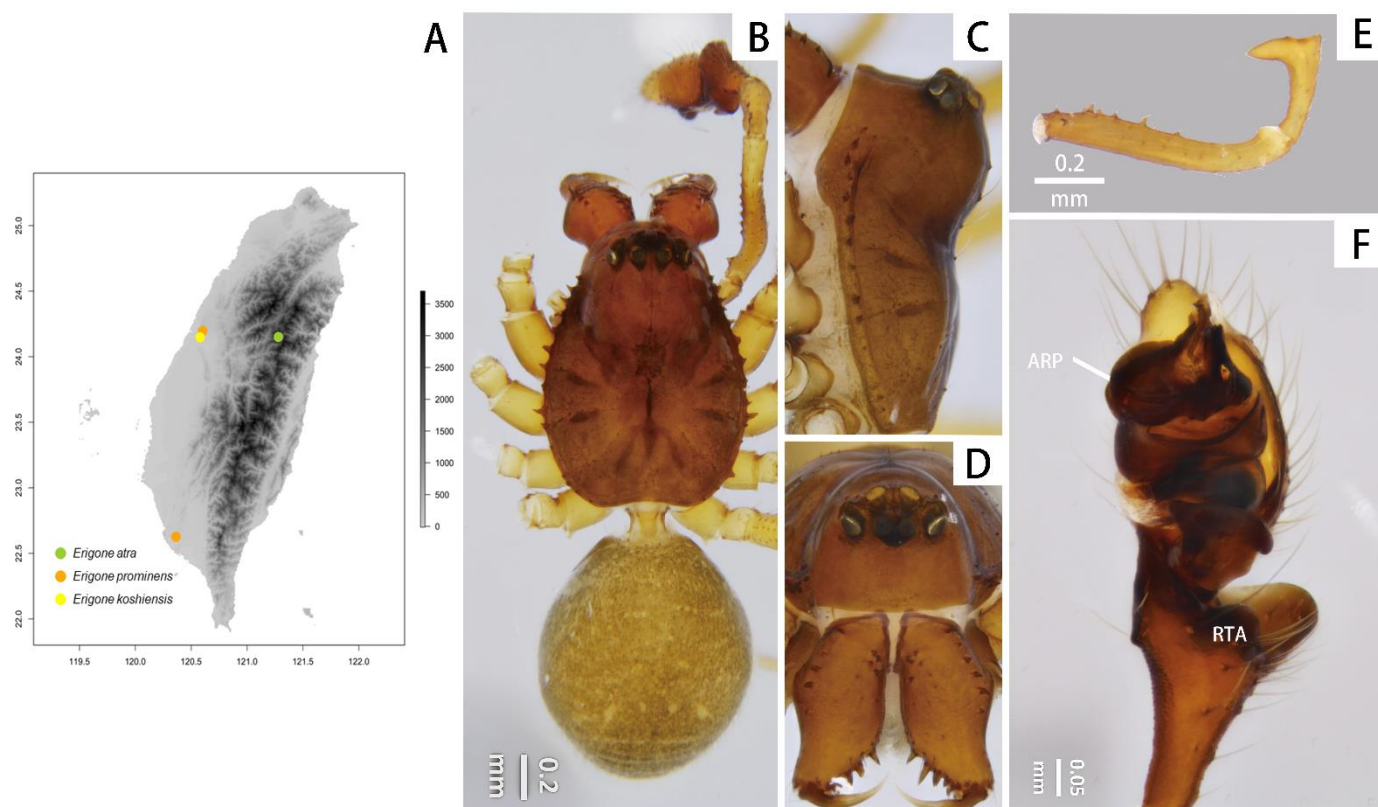 A
25.0
24.5
24.0
23.5
23.0
22.5
22.0
3500
3000
2500
2000
1500
1000
500
0
Erigone atra
Erigone prominens
Erigone koshiensis
119.5 120.0 120.5 121.0 121.5 122.0
B
0.2
mm
C
D
E
0.2
mm
F
ARP
RTA
0.05
mm